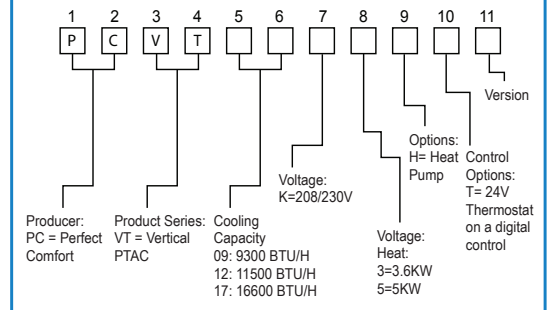 1 2 3 4 5 6 7 8 9 10 11
P C V T
Version
Options:
H= Heat
Pump
Control
Options:
T= 24V
Thermostat
on a digital
control
Voltage:
K=208/230V
Producer:
PC = Perfect
Comfort
Product Series:
VT = Vertical
PTAC
Cooling
Capacity
09: 9300 BTU/H
12: 11500 BTU/H
17: 16600 BTU/H
Voltage:
Heat:
3=3.6KW
5=5KW